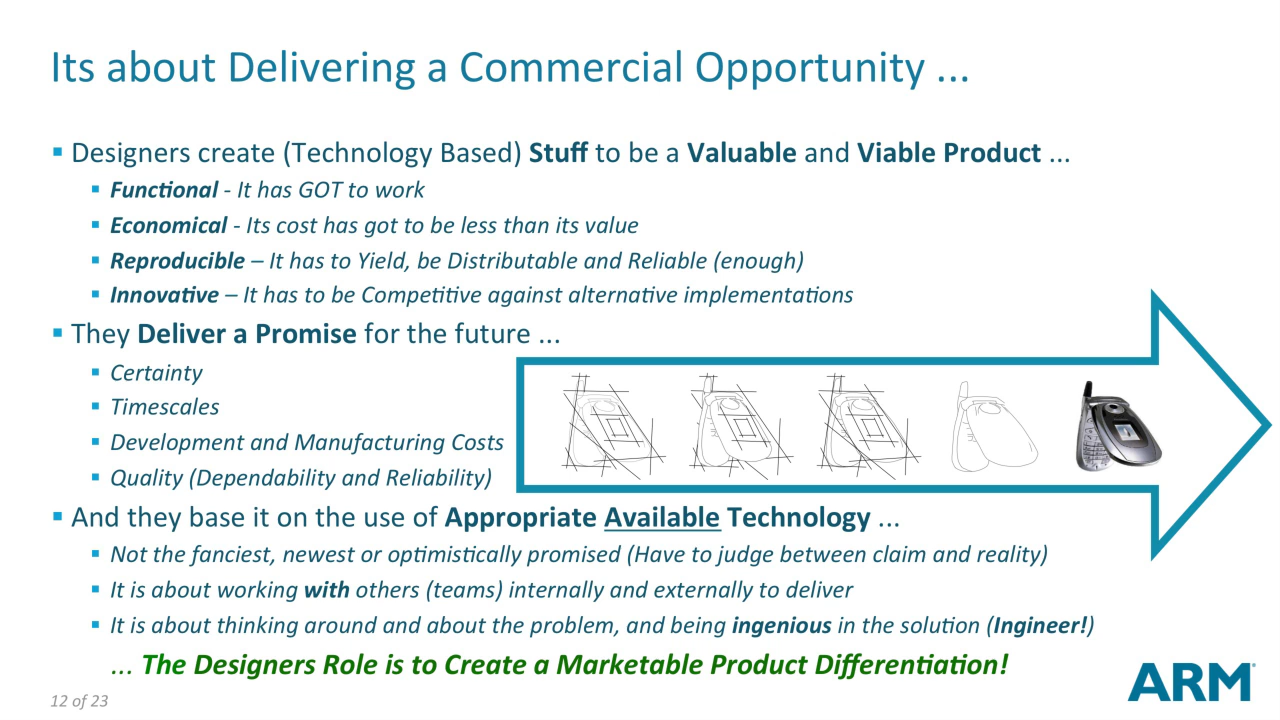 Its about Delivering a Commercial Opportunity ...
Designers create (Technology Based) Stuff to be a Valuable and Viable Product ...
Functional - It has GOT to work
Economical - Its cost has got to be less than its value
Reproducible – It has to Yield, be Distributable and Reliable (enough)
Innovative – It has to be Competitive against alternative implementations
They Deliver a Promise for the future ...
Certainty
Timescales
Development and Manufacturing Costs
Quality (Dependability and Reliability)
And they base it on the use of Appropriate Available Technology ...
Not the fanciest, newest or optimistically promised (Have to judge between claim and reality)
It is about working with others (teams) internally and externally to deliver
It is about thinking around and about the problem, and being ingenious in the solution (Ingineer!)
... The Designers Role is to Create a Marketable Product Differentiation!
12 of 23
ARM